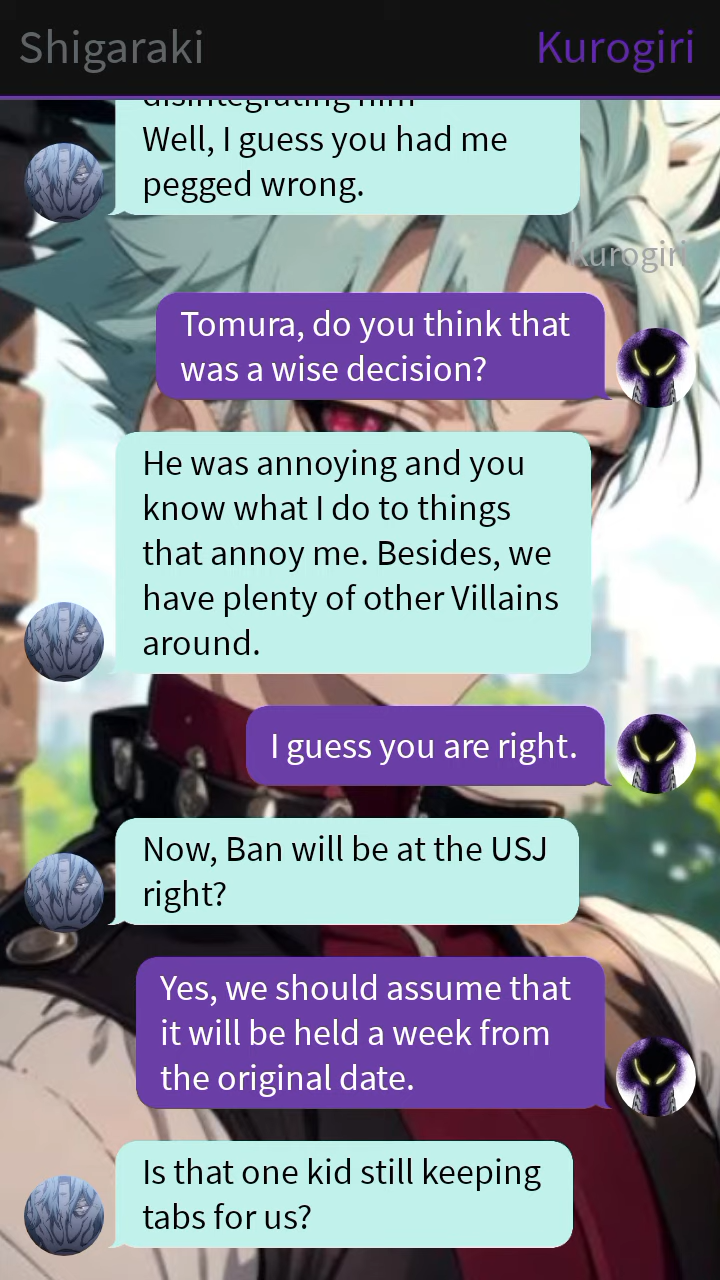 Shigaraki
Kurogiri
disintegrating him
Well, I guess you had me
pegged wrong.
Kurogiri
Tomura, do you think that
was a wise decision?
He was annoying and you
know what I do to things
that annoy me. Besides, we
have plenty of other Villains
around.
I guess you are right.
Now, Ban will be at the USJ
right?
Yes, we should assume that
it will be held a week from
the original date.
Is that one kid still keeping
tabs for us?